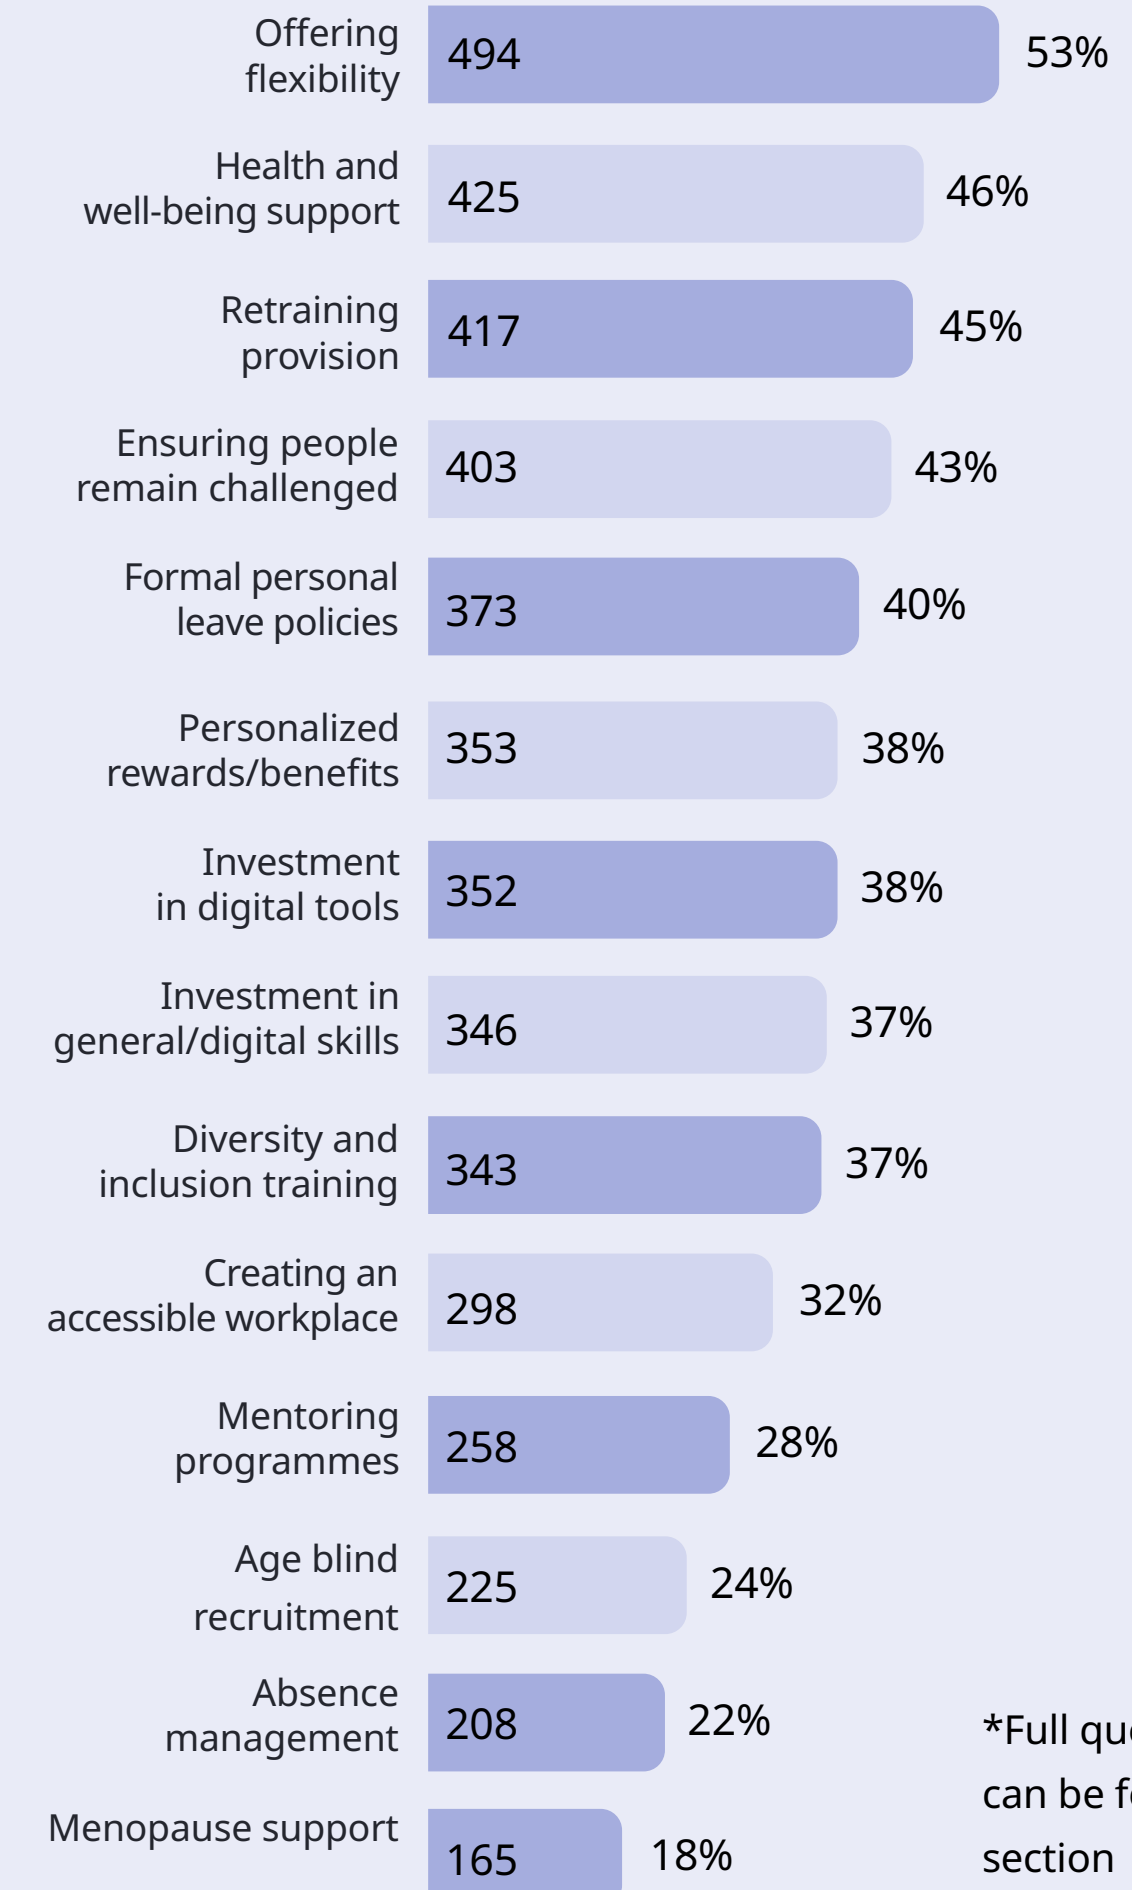 Offering
flexibility
494
53%
Health and
well-being support
425
46%
Retraining
provision
417
45%
Ensuring people
remain challenged
403
43%
Formal personal
leave policies
373
40%
Personalized
rewards/benefits
353
38%
Investment
in digital tools
352
38%
Investment in
general/digital skills
346
37%
Diversity and
inclusion training
343
37%
Creating an
accessible workplace
298
32%
Mentoring
programmes
258
28%
Age blind
recruitment
225
24%
Absence
management
208
22%
Menopause support
165
18%
*Full
can be
section